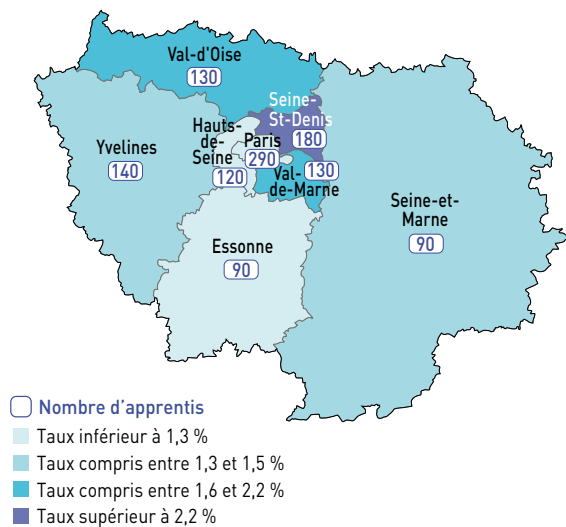 Val-d'Oise
130
Seine-
St-Denis
180
Hauts-
de-
Seine
120
Paris
290
Yvelines
140
130
Val-
de-Marne
Seine-et-
Marne
90
Essonne
90
Nombre d'apprentis
Taux inférieur à 1,3 %
Taux compris entre 1,3 et 1,5 %
Taux compris entre 1,6 et 2,2 %
Taux supérieur à 2,2 %